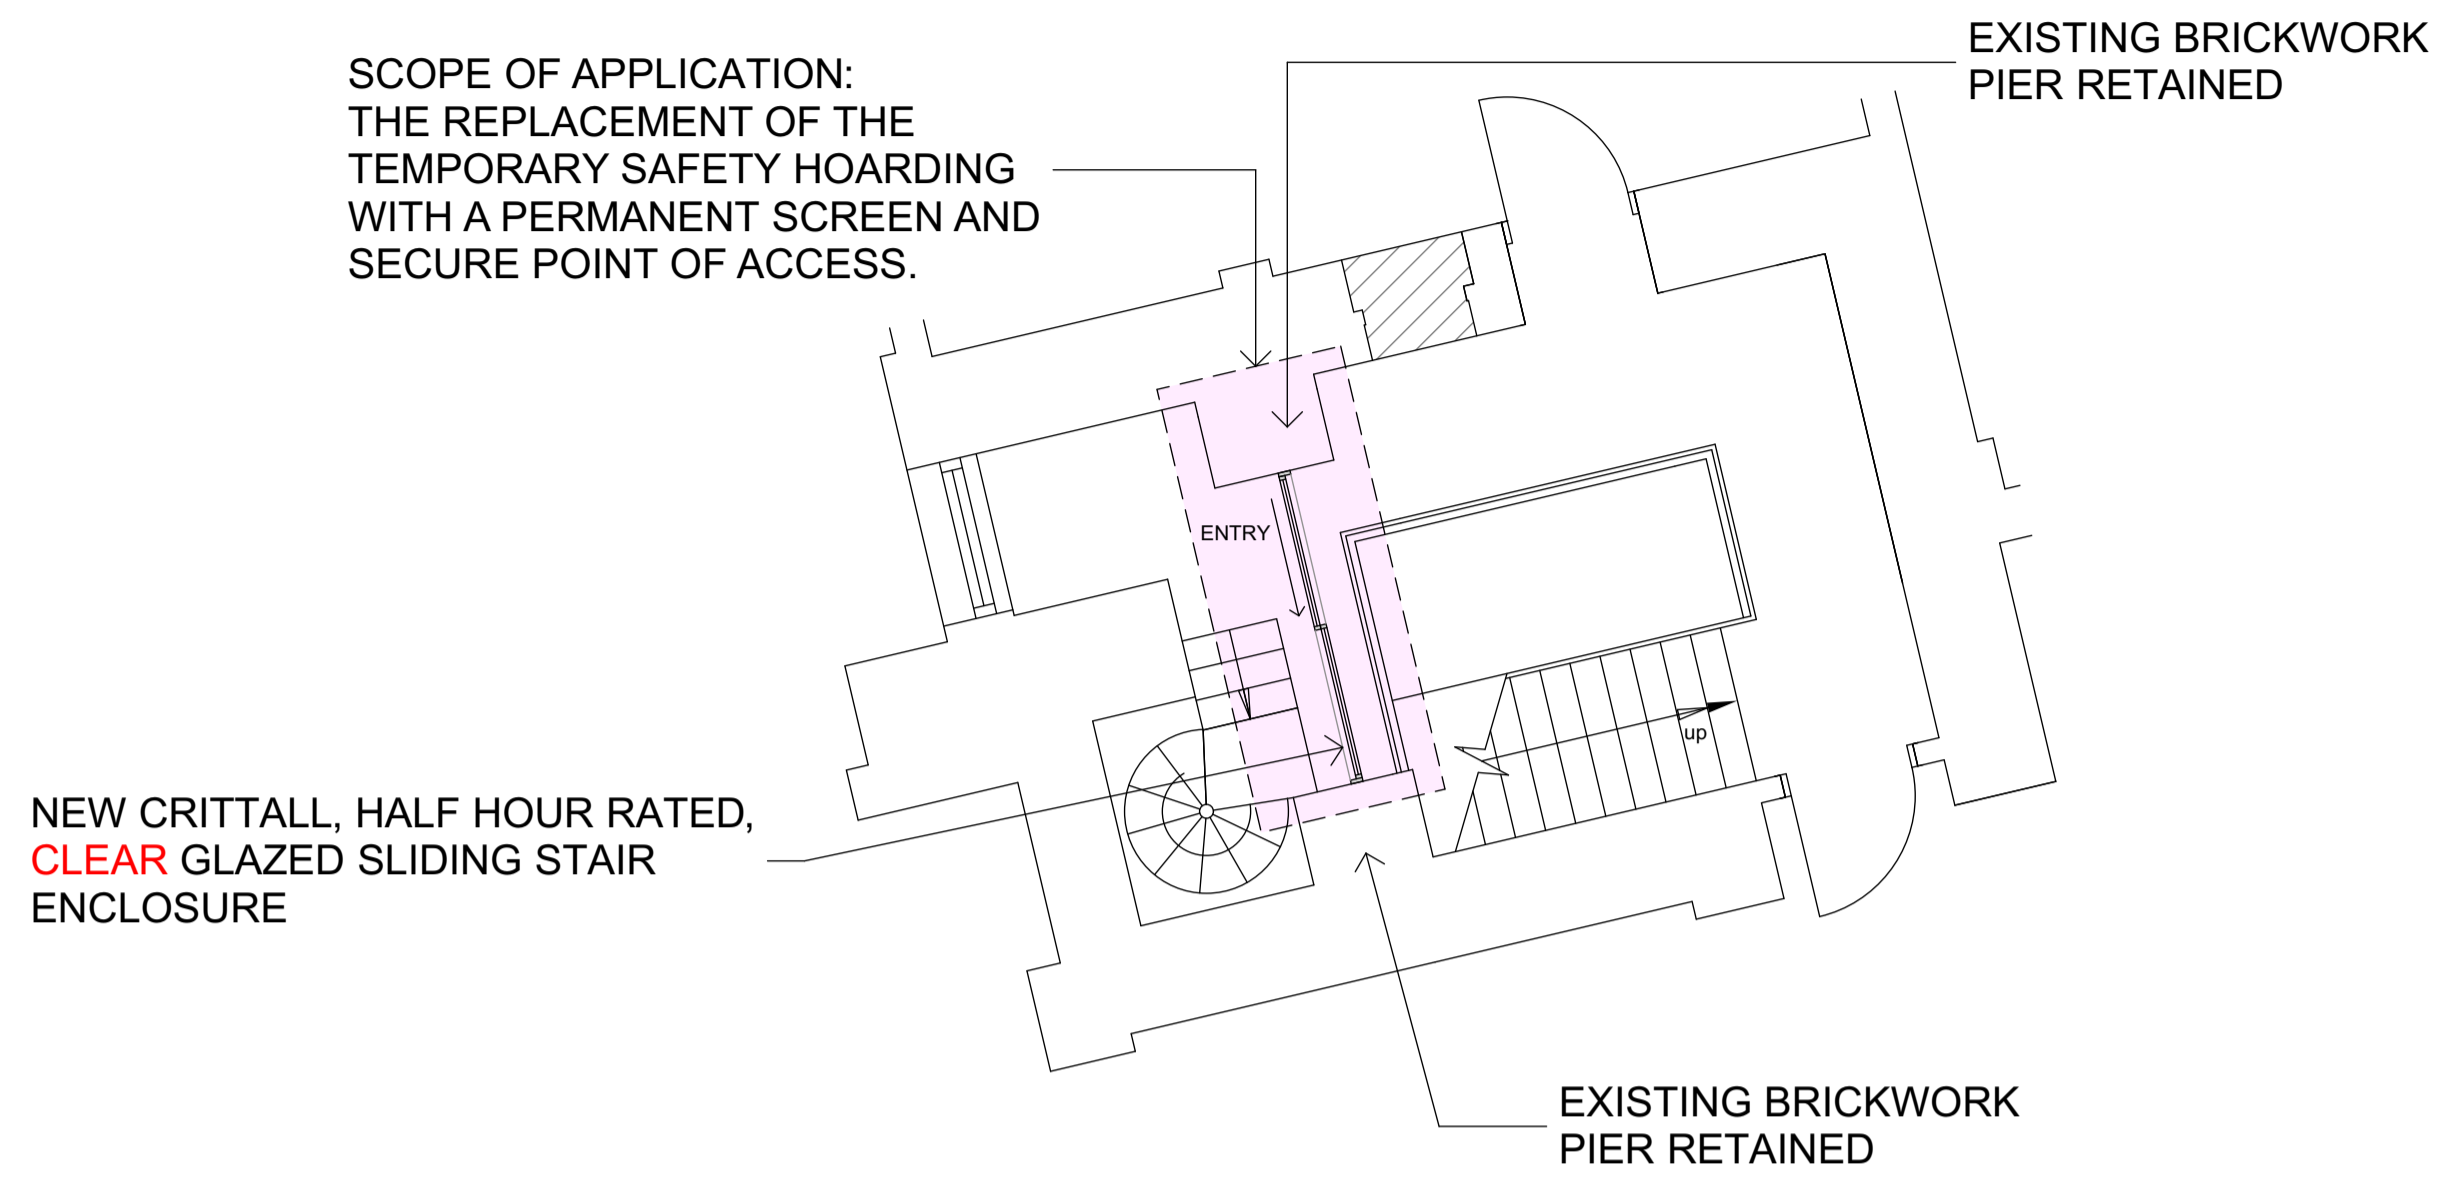 EXISTING BRICKWORK
PIER RETAINED
SCOPE OF APPLICATION:
THE REPLACEMENT OF THE
TEMPORARY SAFETY HOARDING
WITH A PERMANENT SCREEN AND
SECURE POINT OF ACCESS.
ENTRY
up
NEW CRITTALL, HALF HOUR RATED,
CLEAR GLAZED SLIDING STAIR
ENCLOSURE
EXISTING BRICKWORK
PIER RETAINED